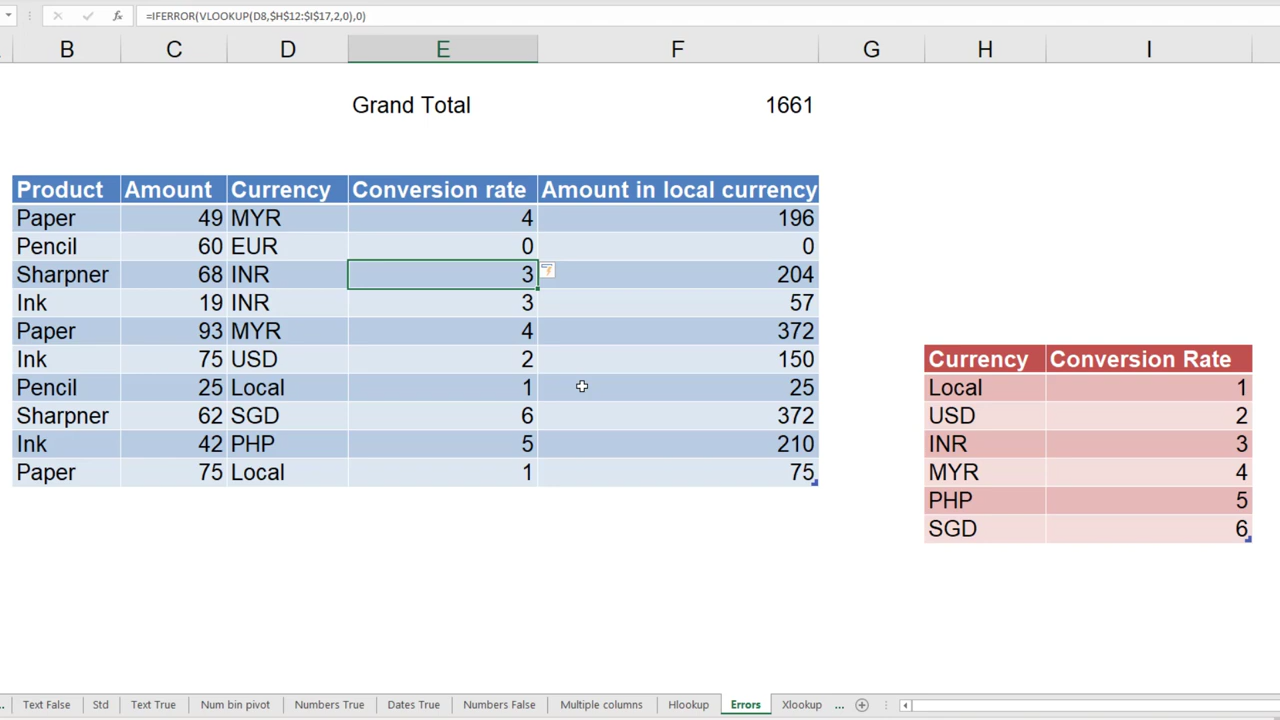 =IFERROR(VLOOKUP(D8,$H$12:$I$17,2,0),0)
B C D E F G H I
Grand Total 1661
Product Amount Currency Conversion rate Amount in local currency
Paper 49 MYR 4 196
Pencil 60 EUR 0 0
Sharpner 68 INR 3 204
Ink 19 INR 3 57
Paper 93 MYR 4 372
Ink 75 USD 2 150 Currency Conversion Rate
Pencil 25 Local 1 25 Local 1
Sharpner 62 SGD 6 372 USD 2
Ink 42 PHP 5 210 INR 3
Paper 75 Local 1 75 MYR 4
PHP 5
SGD 6
... Text False Std Text True Num bin pivot Numbers True Dates True Numbers False Multiple columns Hlookup Errors Xlookup ...